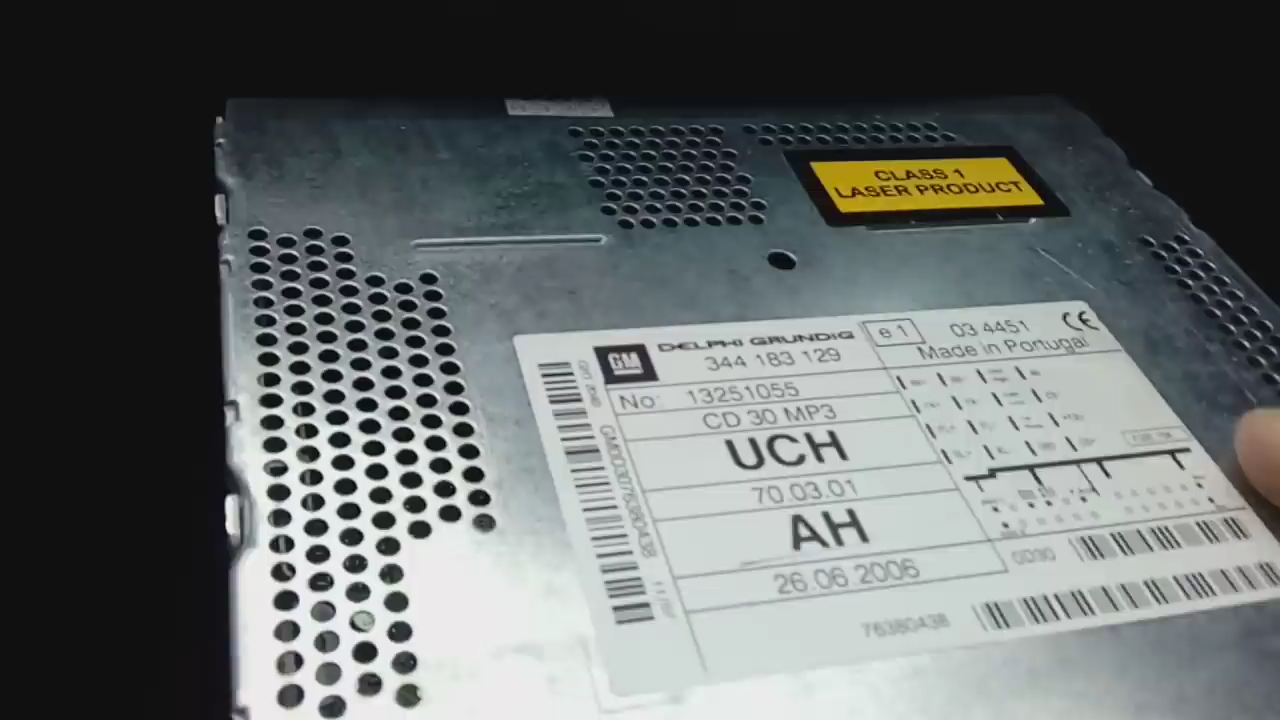 CLASS 1
LASER PRODUCT
GM
DELPHI GRUNDIG
344 183 129
No: 13251055
CD 30 MP3
UCH
70.03.01
AH
26.06.2006
e 1
03 4451
CE
Made in Portugal
0D30
76380438